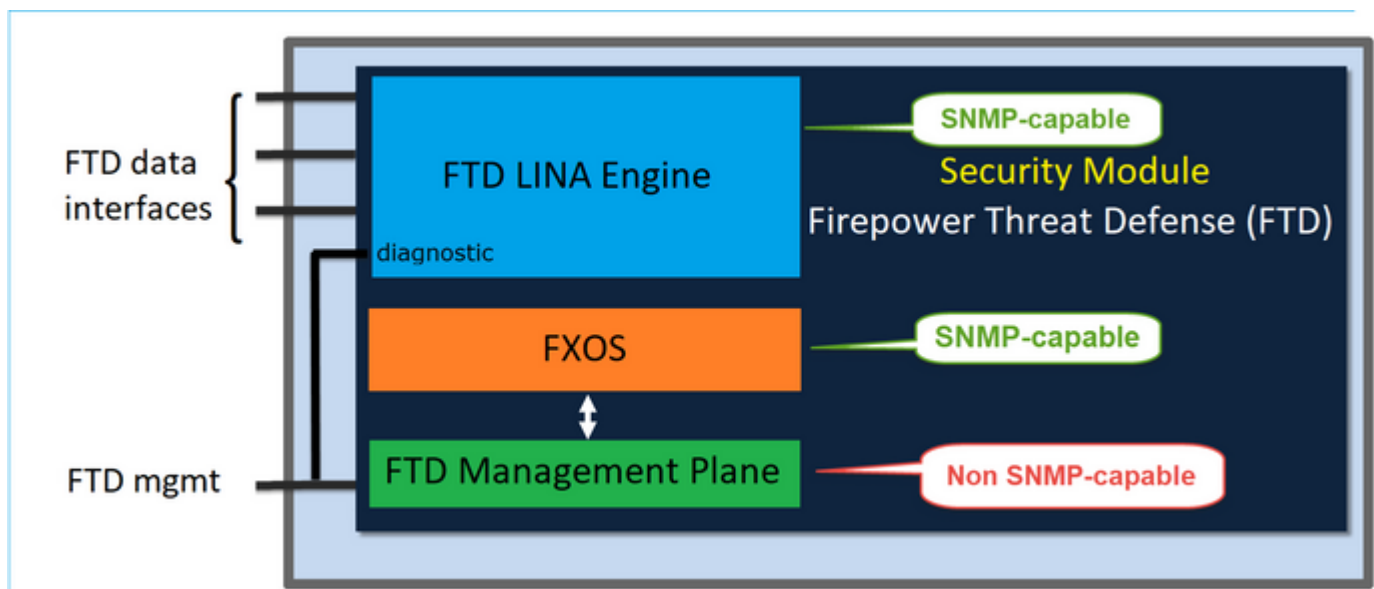 FTD data
interfaces
FTD LINA Engine
diagnostic
SNMP-capable
Security Module
Firepower Threat Defense (FTD)
FXOS
SNMP-capable
FTD mgmt
FTD Management Plane
Non SNMP-capable